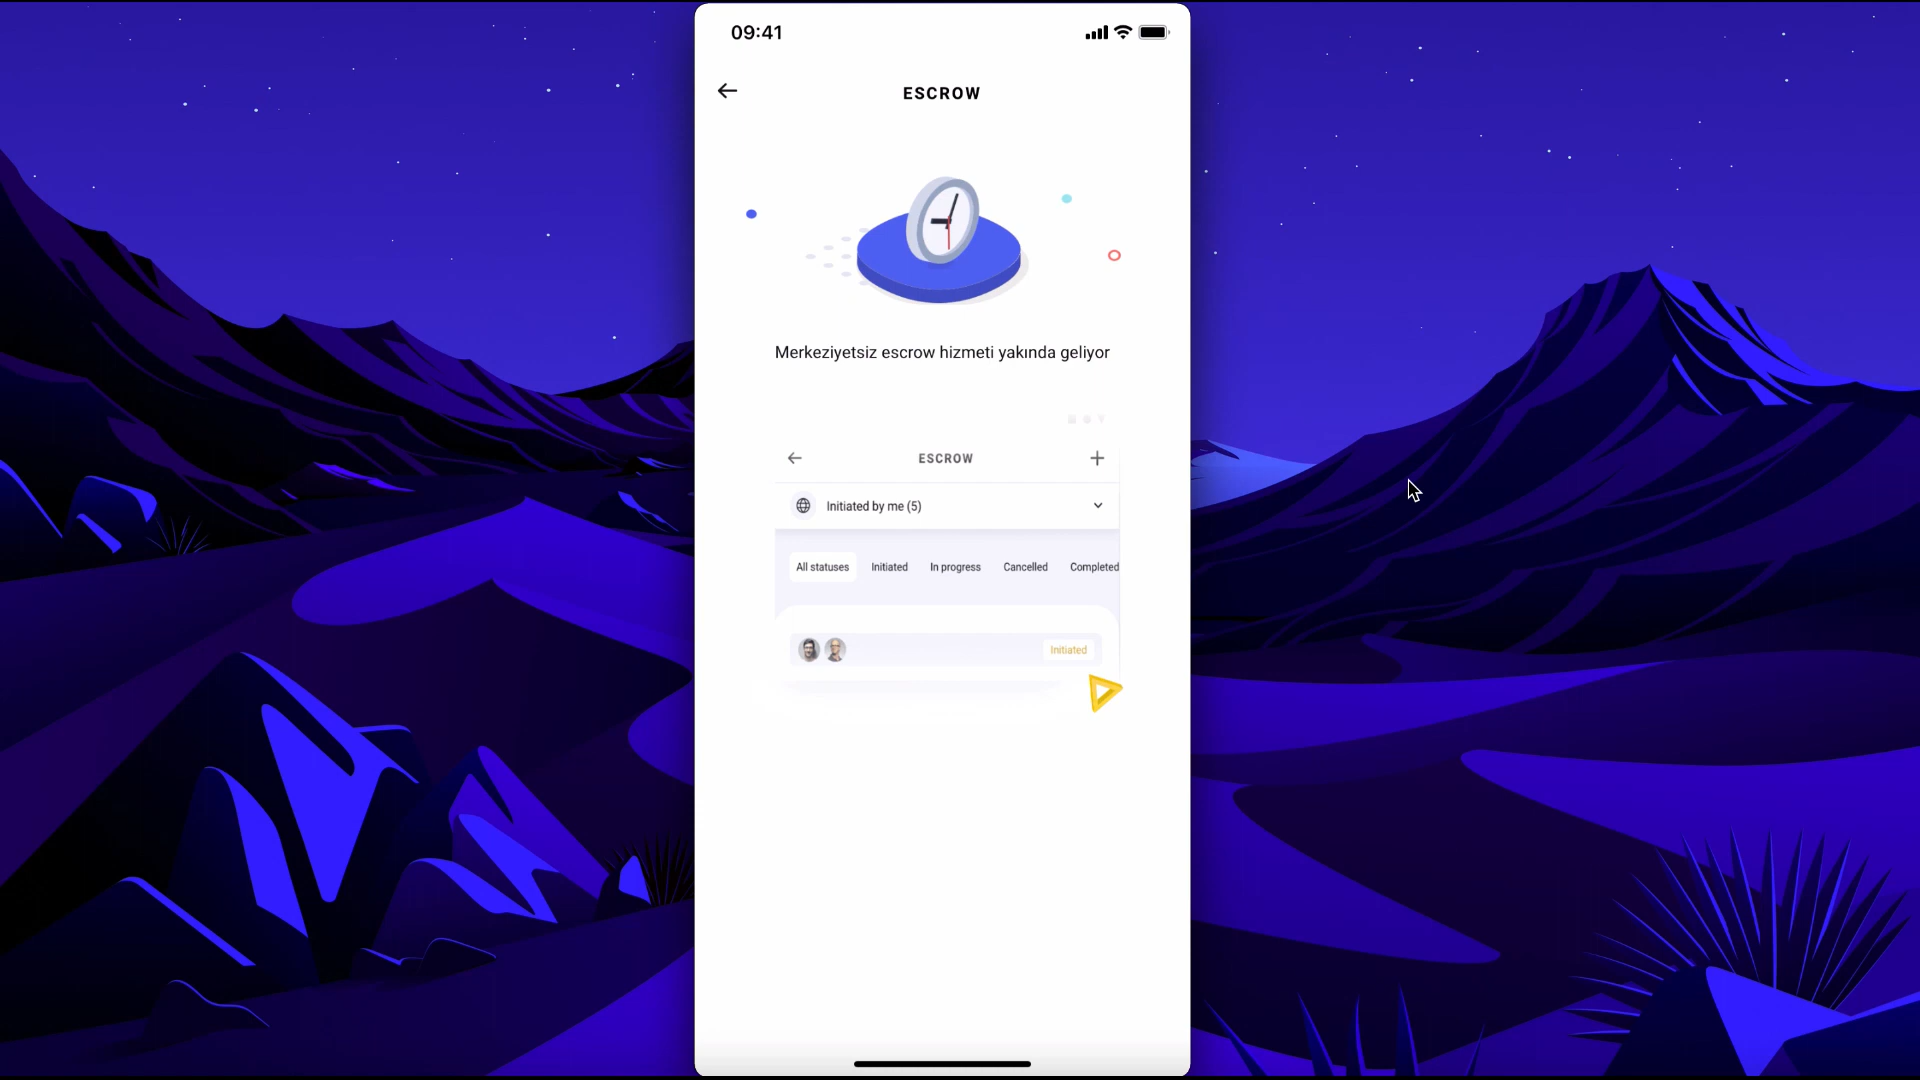 09:41
ESCROW
Merkeziyetsiz escrow hizmeti yakında geliyor
ESCROW
Initiated by me (5)
All statuses Initiated In progress Cancelled Completed
Initiated